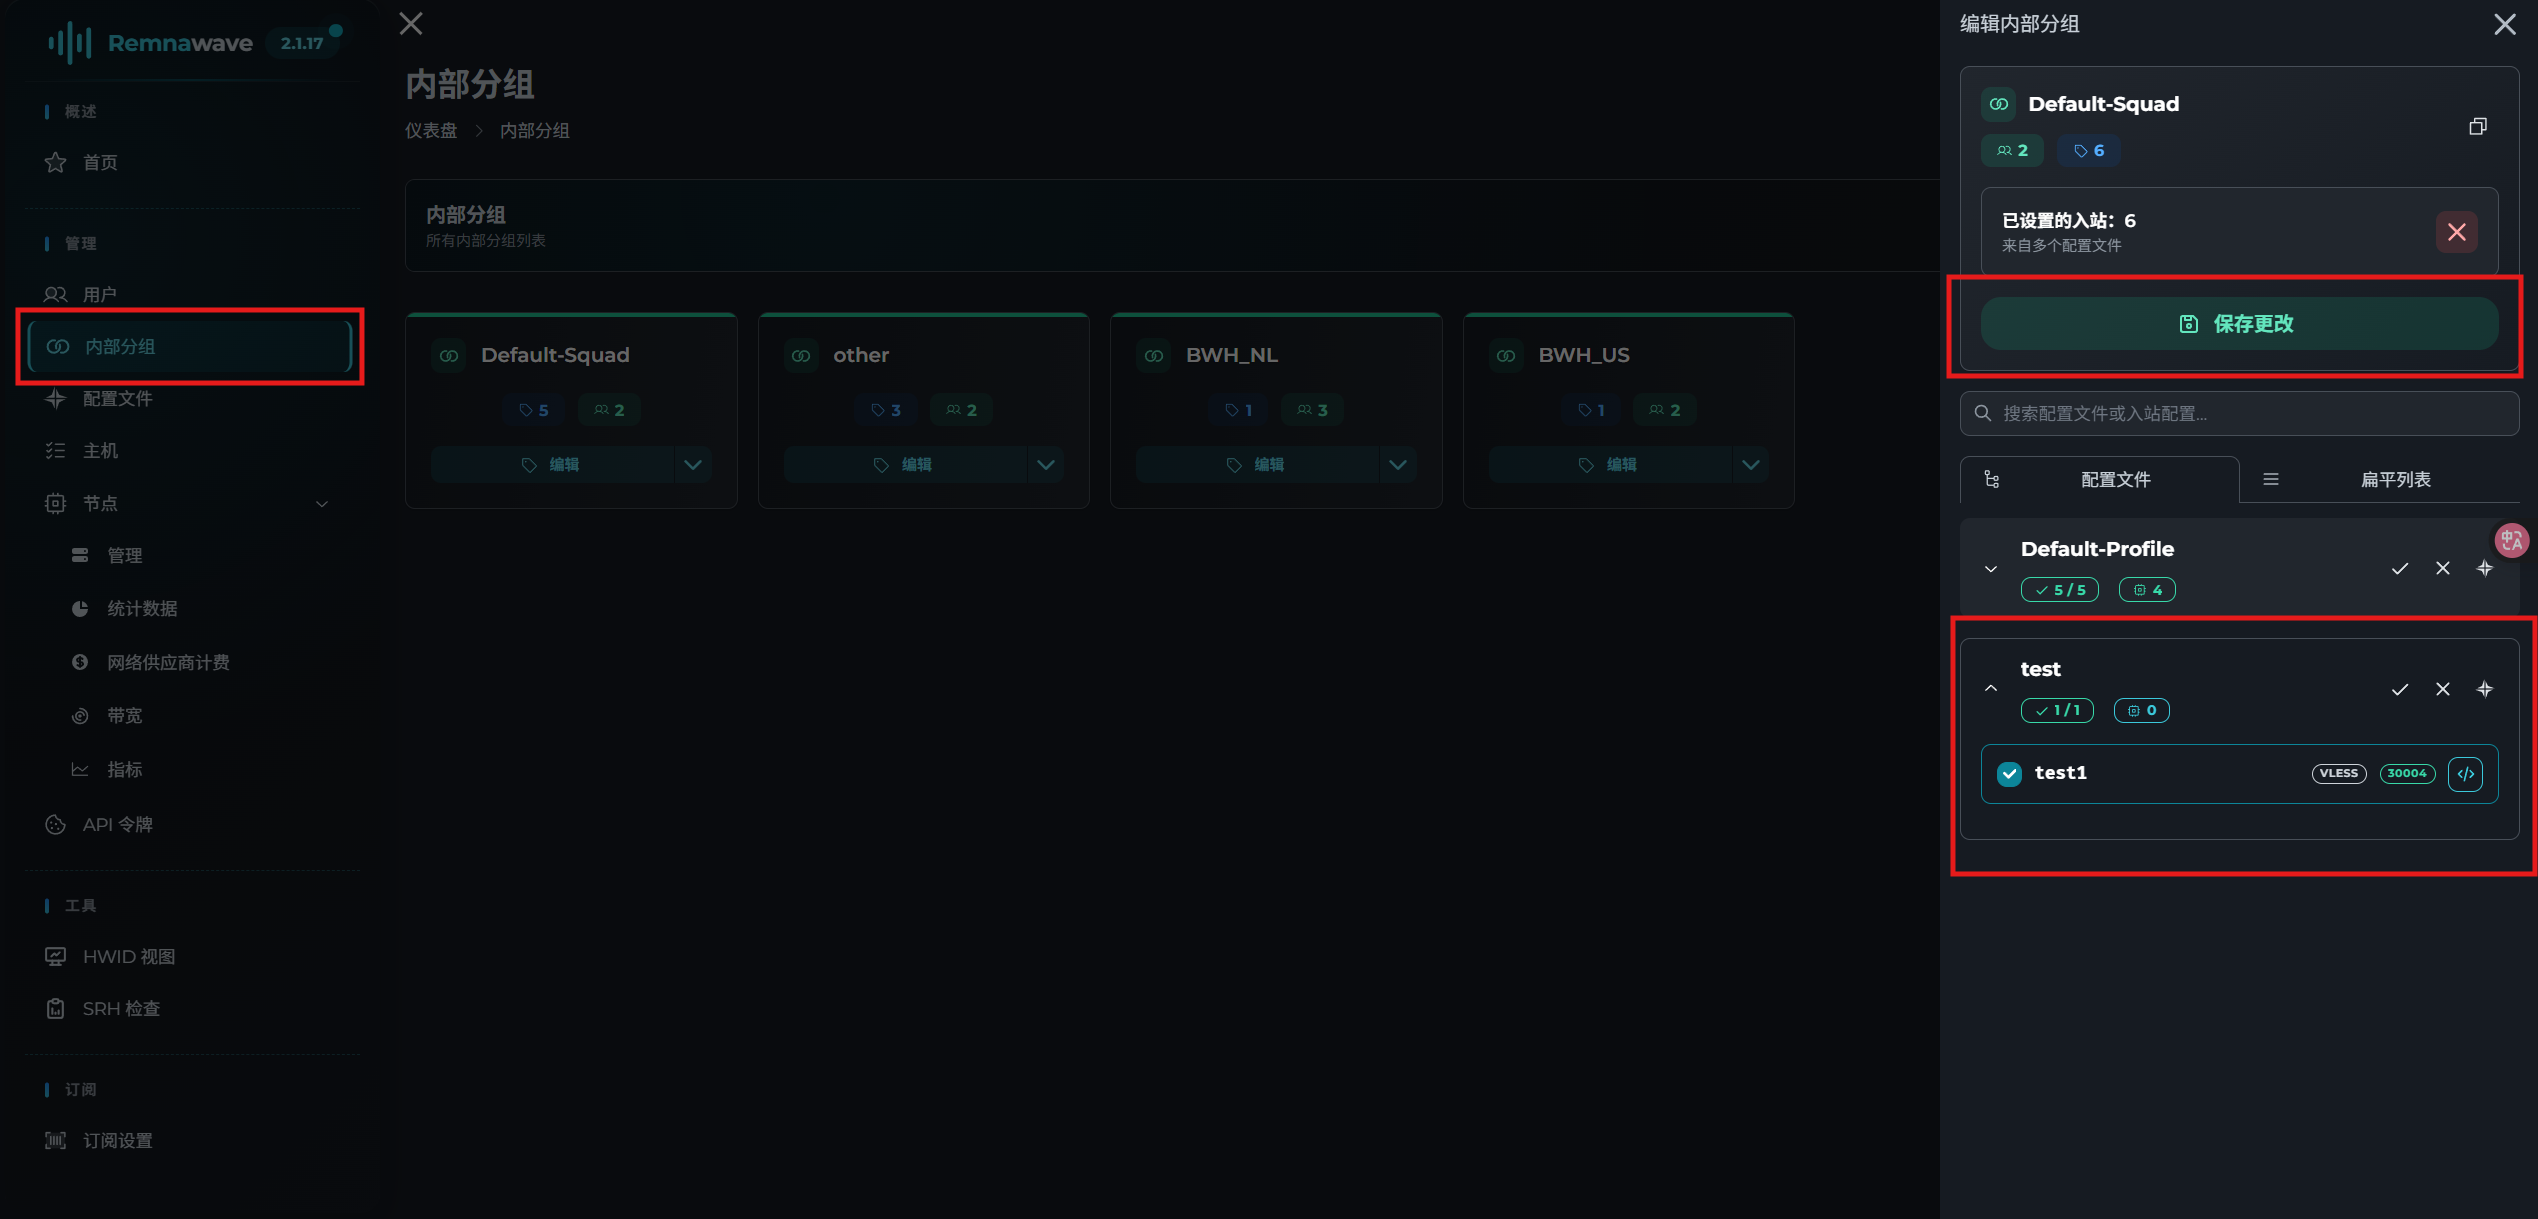 Remnawave 2.1.17
概述
首页
管理
用户
内部分组
配置文件
主机
节点
管理
统计数据
网络供应商计费
带宽
指标
API 令牌
工具
HWID 视图
SRH 检查
订阅
订阅设置
内部分组
仪表盘 内部分组
内部分组
所有内部分组列表
Default-Squad
5 2
编辑
other
3 2
编辑
BWH_NL
1 3
编辑
BWH_US
1 2
编辑
编辑内部分组
Default-Squad
2 6
已设置的入站：6
来自多个配置文件
保存更改
搜索配置文件或入站配置...
配置文件 扁平列表
Default-Profile
5 / 5 4
test
1 / 1 0
test1 VLESS 30004
中A